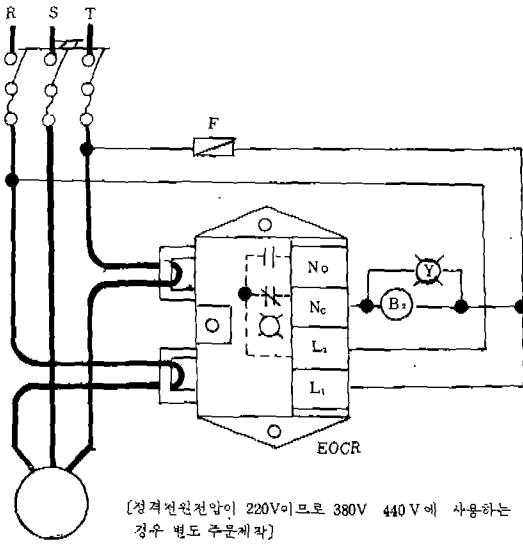 R S T
F
N₀
Nc
L₂
L₁
Y
B₂
EOCR
[정격전원전압이 220V이므로 380V 440V에 사용하는
경우 별도 주문제작]